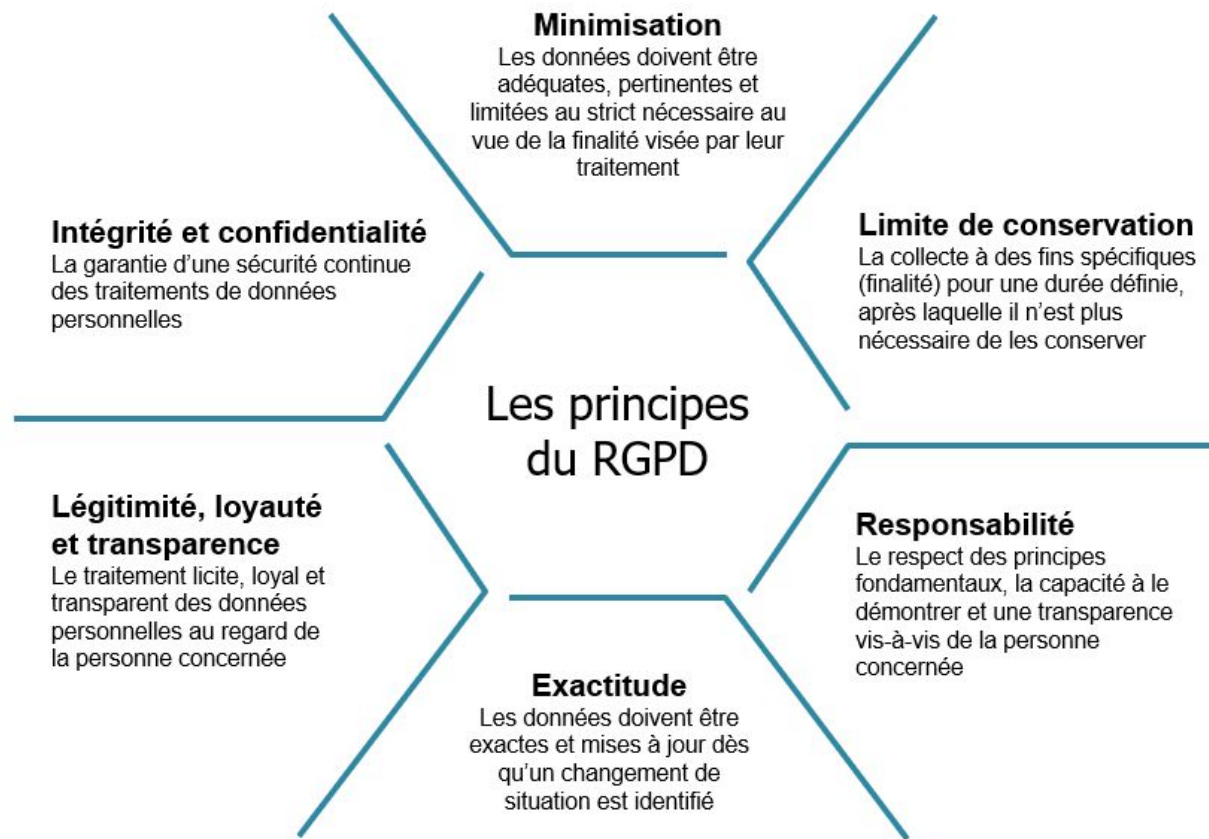 Minimisation
Les données doivent être
adéquates, pertinentes et
limitées au strict nécessaire au
vue de la finalité visée par leur
traitement
Intégrité et confidentialité
La garantie d’une sécurité continue
des traitements de données
personnelles
Limite de conservation
La collecte à des fins spécifiques
(finalité) pour une durée définie,
après laquelle il n’est plus
nécessaire de les conserver
Les principes
du RGPD
Légitimité, loyauté
et transparence
Le traitement licite, loyal et
transparent des données
personnelles au regard de
la personne concernée
Responsabilité
Le respect des principes
fondamentaux, la capacité à le
démontrer et une transparence
vis-à-vis de la personne
concernée
Exactitude
Les données doivent être
exactes et mises à jour dès
qu’un changement de
situation est identifié